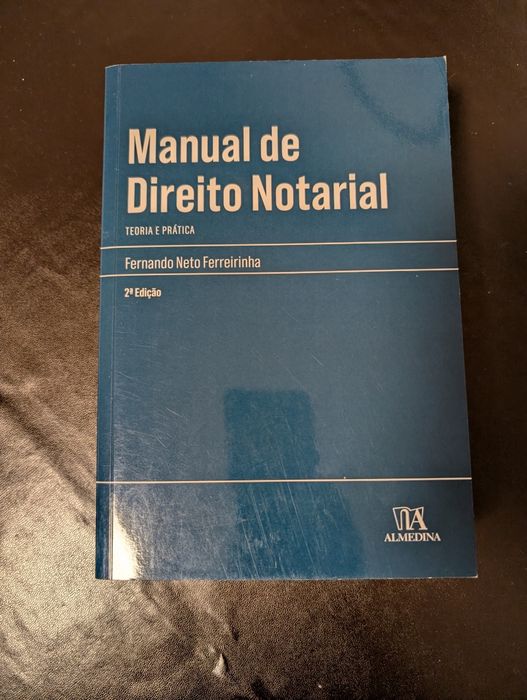 Manual de
Direito Notarial
TEORIA E PRÁTICA
Fernando Neto Ferreirinha
2ª Edição
ALMEDINA